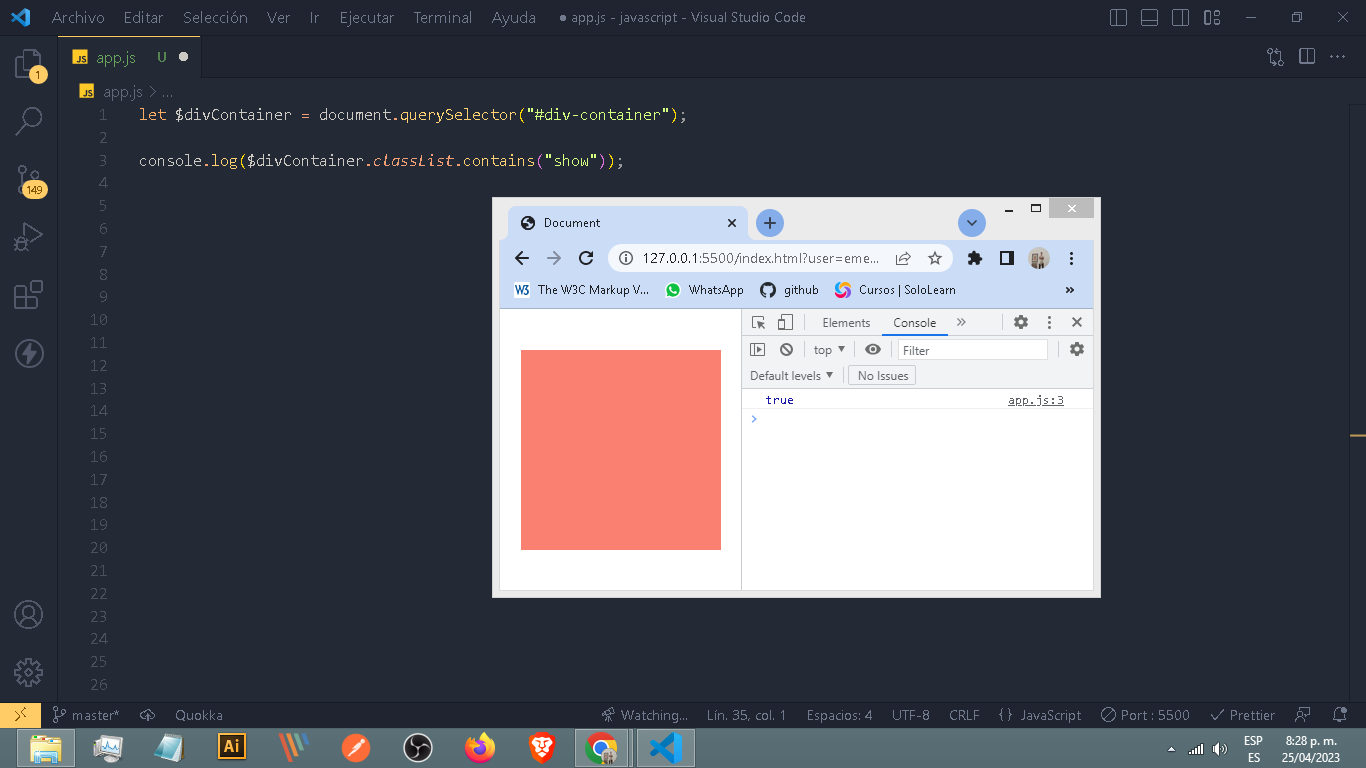 Archivo Editar Selección Ver Ir Ejecutar Terminal Ayuda ● app.js - javascript - Visual Studio Code
JS app.js U ●
JS app.js > ...
1 let $divContainer = document.querySelector("#div-container");
2
3 console.log($divContainer.classList.contains("show"));
4
5
6
7
8
9
10
11
12
13
14
15
16
17
18
19
20
21
22
23
24
25
26
1
149
Document
127.0.0.1:5500/index.html?user=eme...
W3 The W3C Markup V... WhatsApp github Cursos | SoloLearn »
Elements Console »
top ▼ Filter
Default levels ▼ No Issues
true app.js:3
>
master* Quokka Watching... Lín. 35, col. 1 Espacios: 4 UTF-8 CRLF {} JavaScript Port : 5500 Prettier
Ai
ESP 8:28 p. m.
ES 25/04/2023